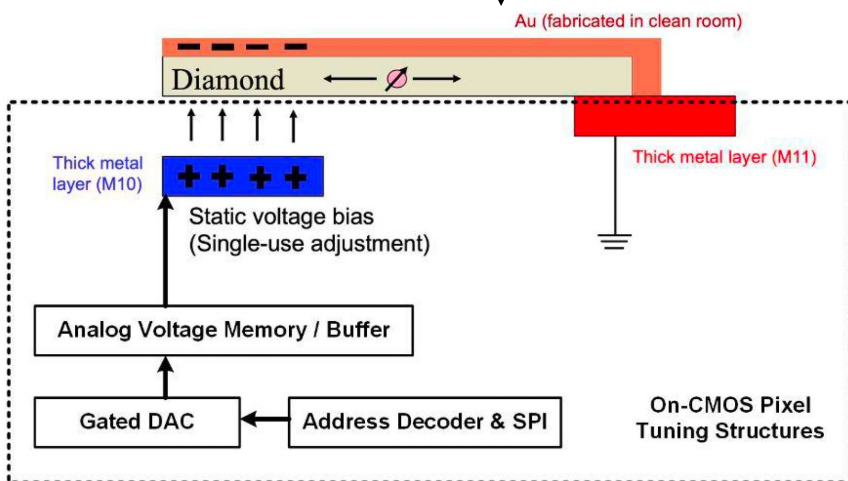 Au (fabricated in clean room)
Diamond
Thick metal
layer (M10)
Thick metal layer (M11)
Static voltage bias
(Single-use adjustment)
Analog Voltage Memory / Buffer
Gated DAC
Address Decoder & SPI
On-CMOS Pixel
Tuning Structures